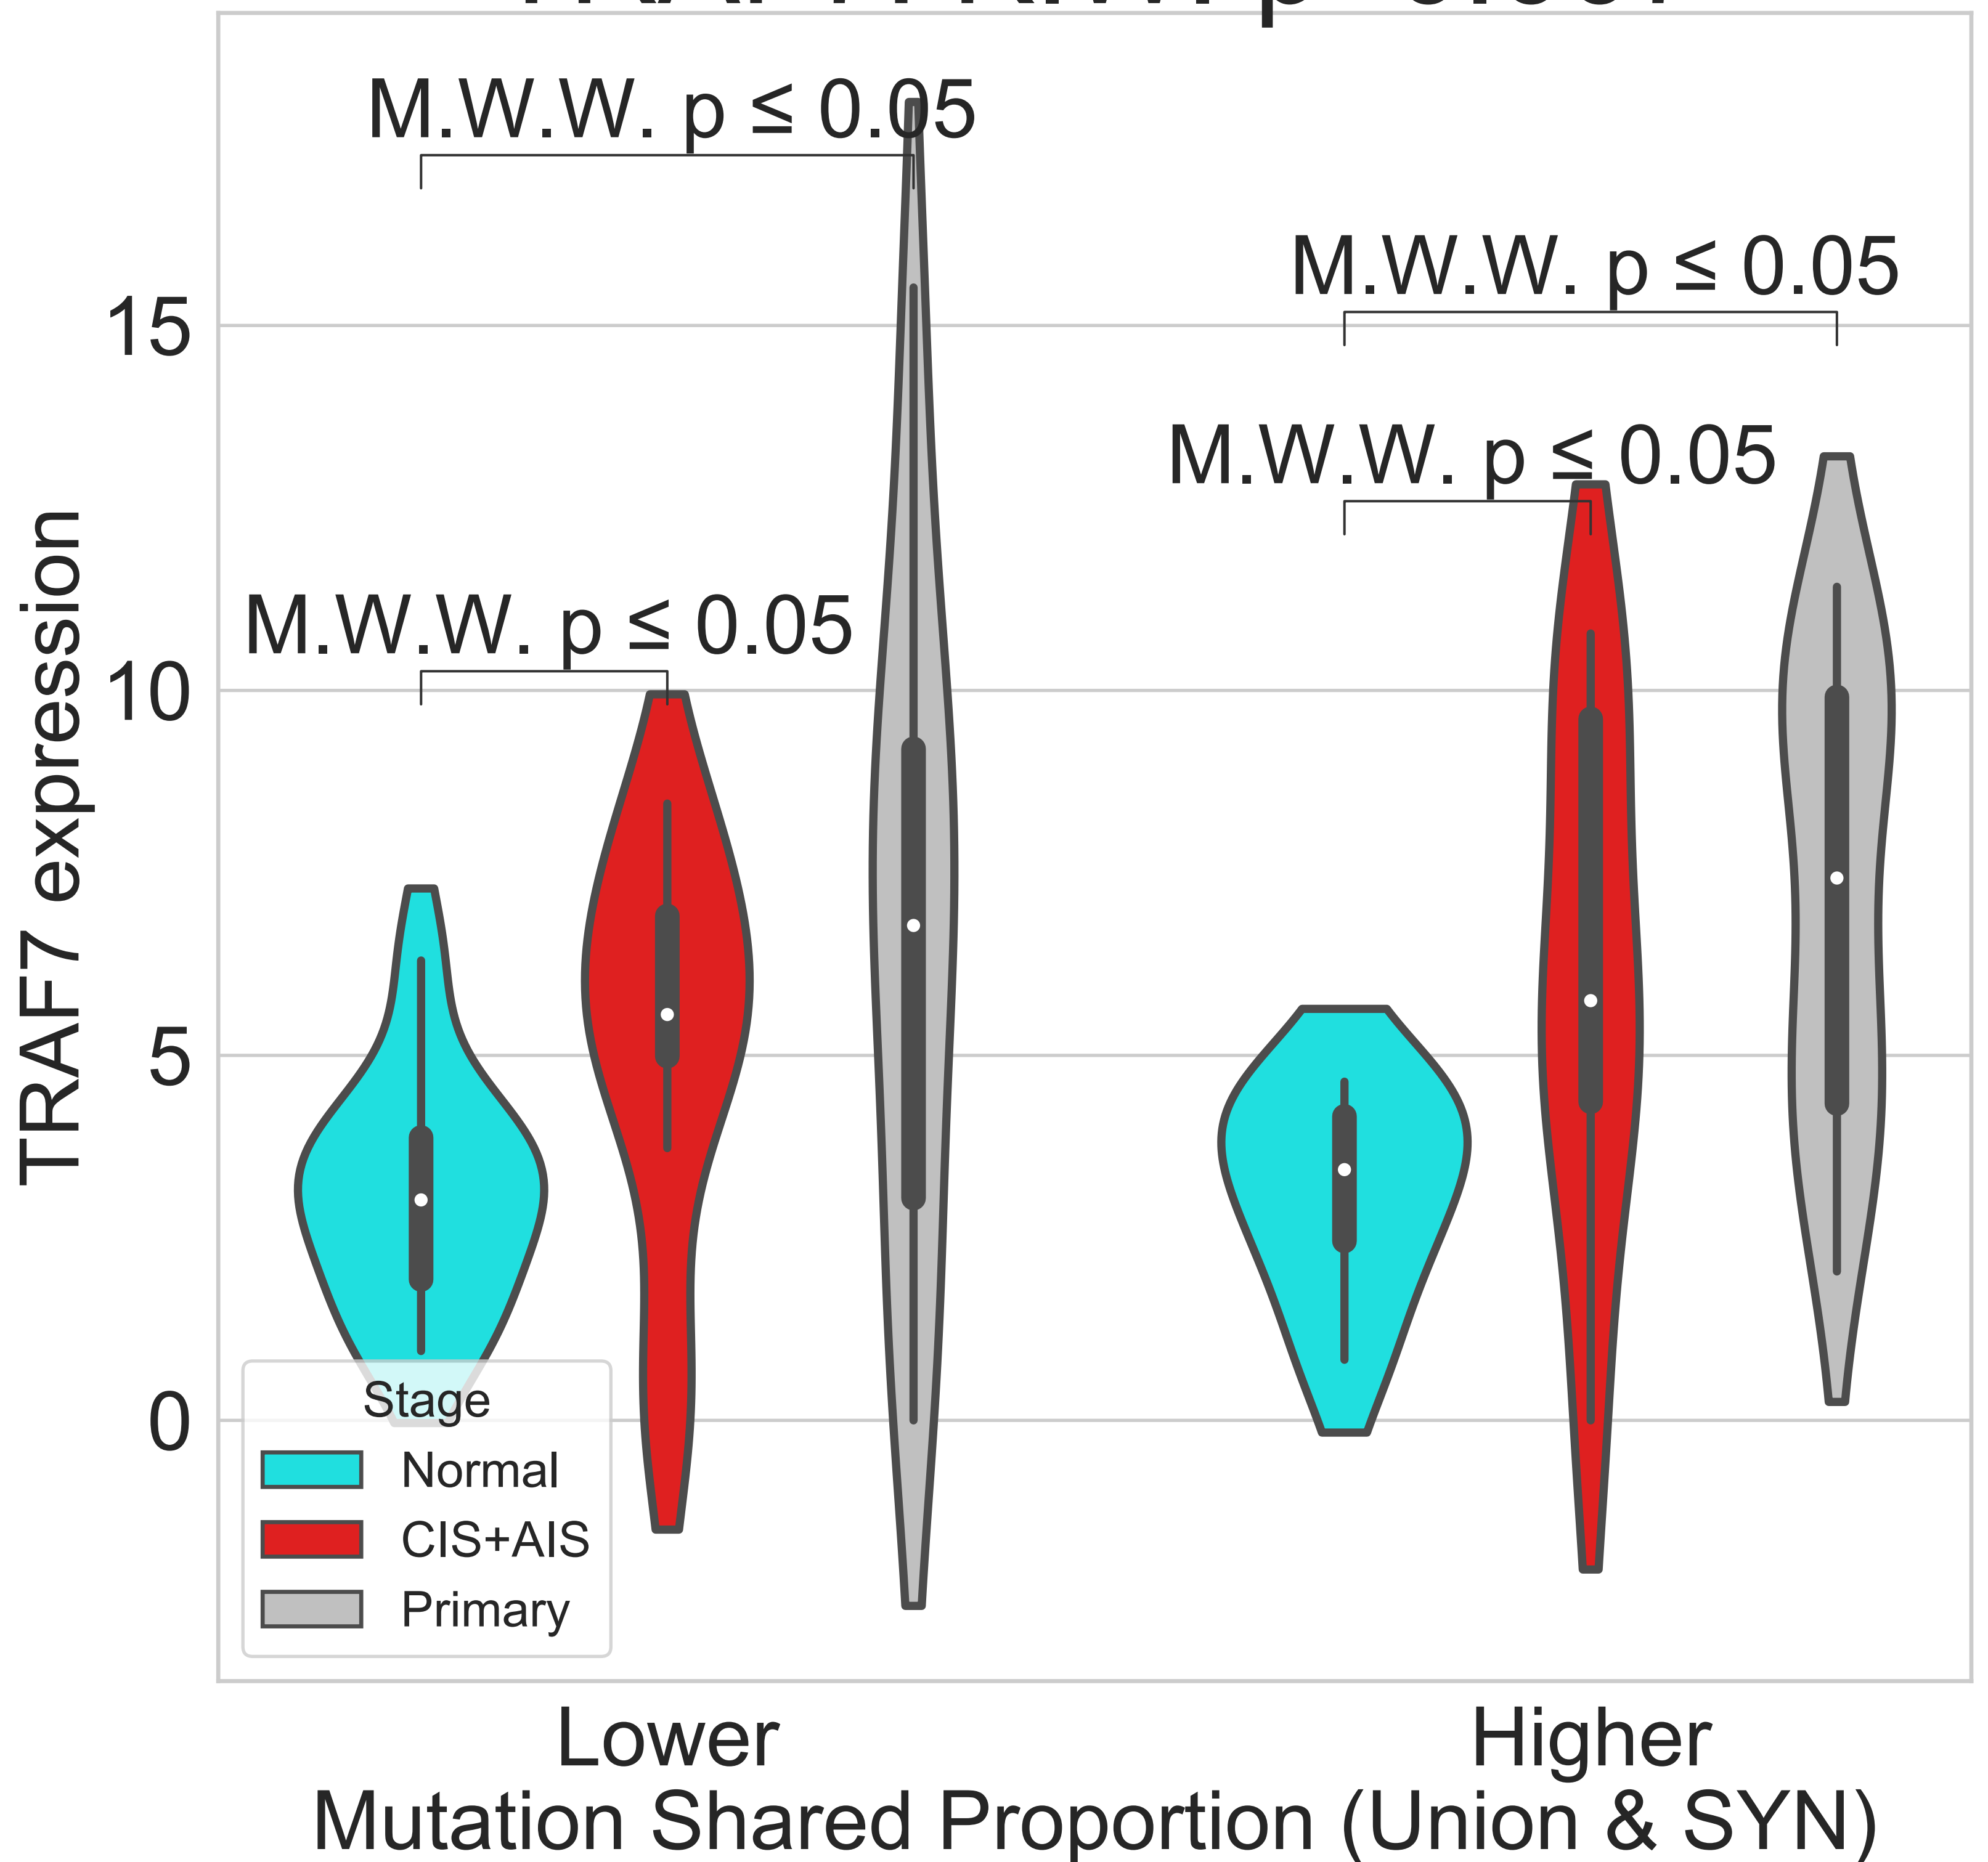 M.W.W. p ≤ 0.05
M.W.W. p ≤ 0.05
M.W.W. p ≤ 0.05
M.W.W. p ≤ 0.05
15
10
5
0
TRAF7 expression
Stage
Normal
CIS+AIS
Primary
Lower
Higher
Mutation Shared Proportion (Union & SYN)